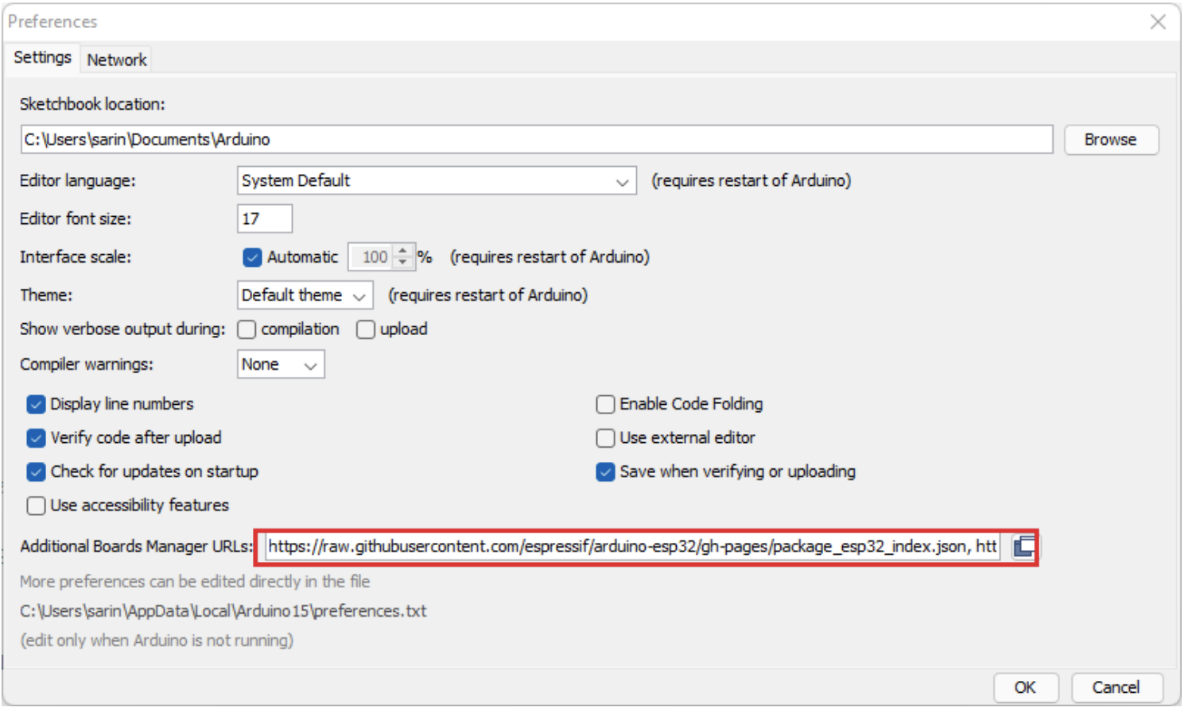 Preferences
Settings Network
Sketchbook location:
C:\Users\sarin\Documents\Arduino Browse
Editor language: System Default (requires restart of Arduino)
Editor font size: 17
Interface scale: Automatic 100 % (requires restart of Arduino)
Theme: Default theme (requires restart of Arduino)
Show verbose output during: compilation upload
Compiler warnings: None
Display line numbers Enable Code Folding
Verify code after upload Use external editor
Check for updates on startup Save when verifying or uploading
Use accessibility features
Additional Boards Manager URLs: https://raw.githubusercontent.com/espressif/arduino-esp32/gh-pages/package_esp32_index.json, htt
More preferences can be edited directly in the file
C:\Users\sarin\AppData\Local\Arduino15\preferences.txt
(edit only when Arduino is not running)
OK Cancel